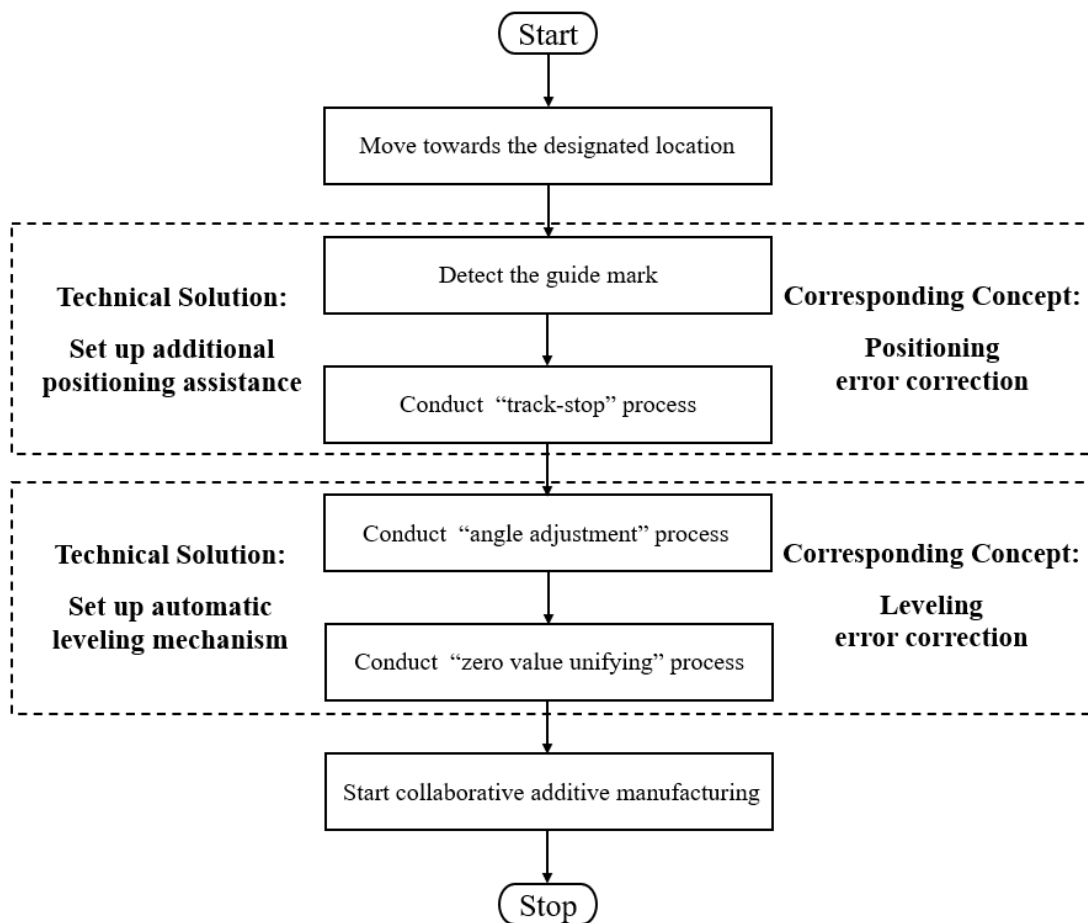 Start
Move towards the designated location
Detect the guide mark
Technical Solution:
Set up additional
positioning assistance
Corresponding Concept:
Positioning
error correction
Conduct “track-stop” process
Conduct “angle adjustment” process
Technical Solution:
Set up automatic
leveling mechanism
Corresponding Concept:
Leveling
error correction
Conduct “zero value unifying” process
Start collaborative additive manufacturing
Stop